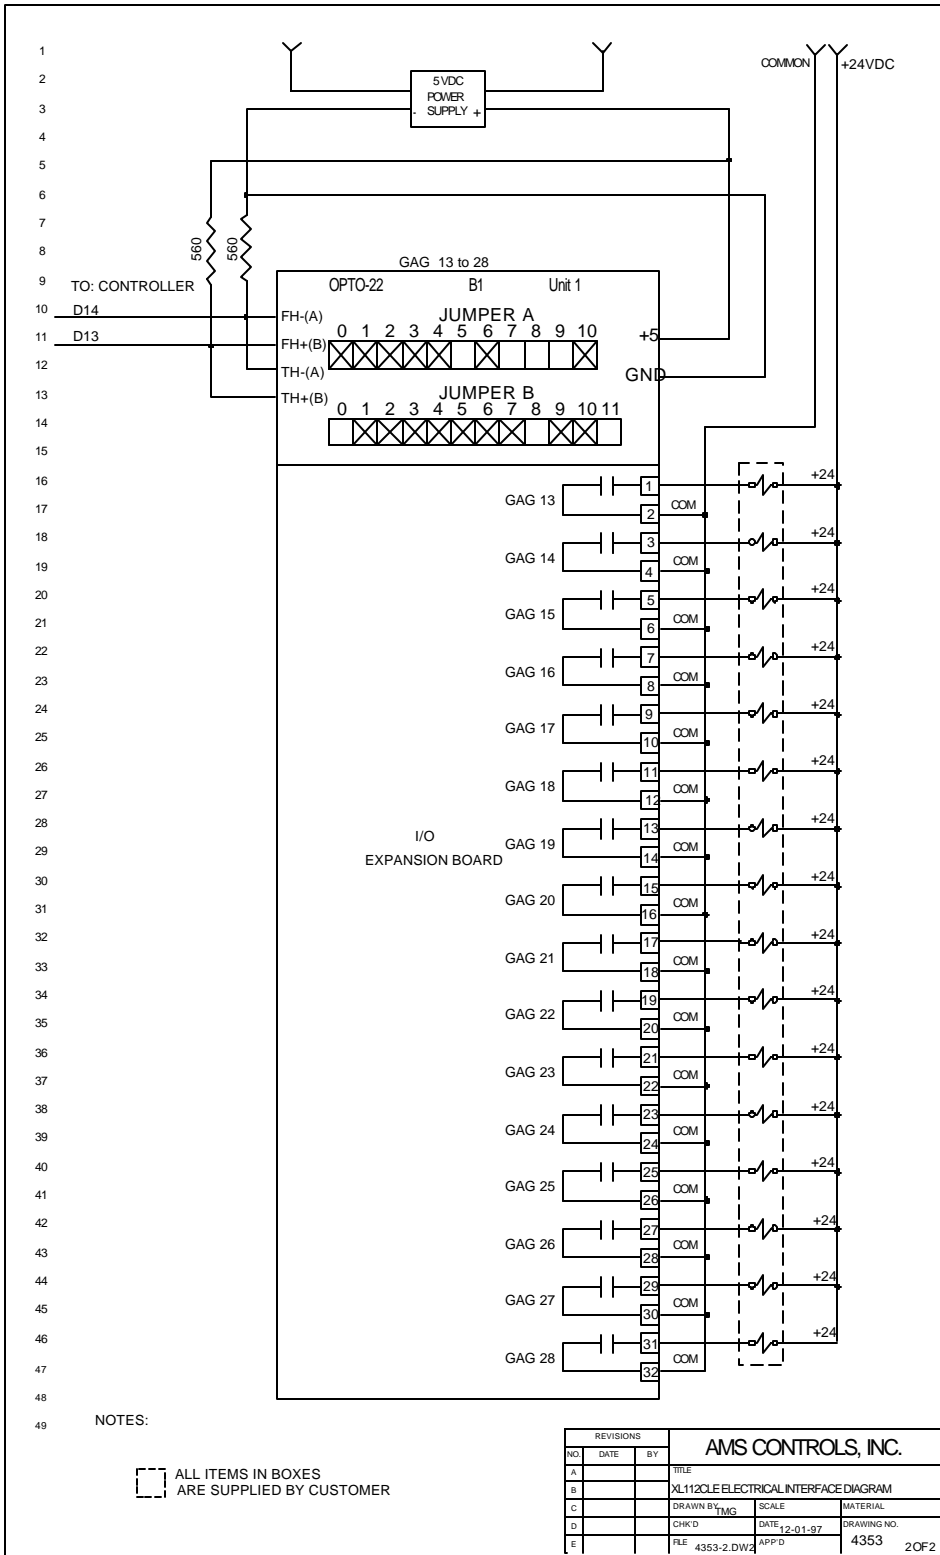 1
COMMON
+24VDC
2
5VDC
POWER
3
- SUPPLY +
4
5
6
7
8
560
560
GAG 13 to 28
9
TO: CONTROLLER
OPTO-22 B1 Unit 1
10
D14
FH-(A)
JUMPER A
11
D13
FH+(B)
0 1 2 3 4 5 6 7 8 9 10
+5
12
TH-(A)
GND
13
TH+(B)
JUMPER B
14
0 1 2 3 4 5 6 7 8 9 10 11
15
16
GAG 13
1
+24
17
2
COM
18
GAG 14
3
+24
19
4
COM
20
GAG 15
5
+24
21
6
COM
22
GAG 16
7
+24
23
8
COM
24
GAG 17
9
+24
25
10
COM
26
GAG 18
11
+24
27
12
COM
28
GAG 19
13
+24
I/O
EXPANSION BOARD
29
14
COM
30
GAG 20
15
+24
31
16
COM
32
GAG 21
17
+24
33
18
COM
34
GAG 22
19
+24
35
20
COM
36
GAG 23
21
+24
37
22
COM
38
GAG 24
23
+24
39
24
COM
40
GAG 25
25
+24
41
26
COM
42
GAG 26
27
+24
43
28
COM
44
GAG 27
29
+24
45
30
COM
46
GAG 28
31
+24
47
32
COM
48
49
NOTES:
ALL ITEMS IN BOXES
ARE SUPPLIED BY CUSTOMER
REVISIONS
NO. DATE BY
A
B
C
D
E
AMS CONTROLS, INC.
TITLE
XL112CLE ELECTRICAL INTERFACE DIAGRAM
DRAWN BY TMG SCALE MATERIAL
CHK'D DATE 12-01-97 DRAWING NO.
FILE 4353-2.DW2 APP'D 4353 2OF2